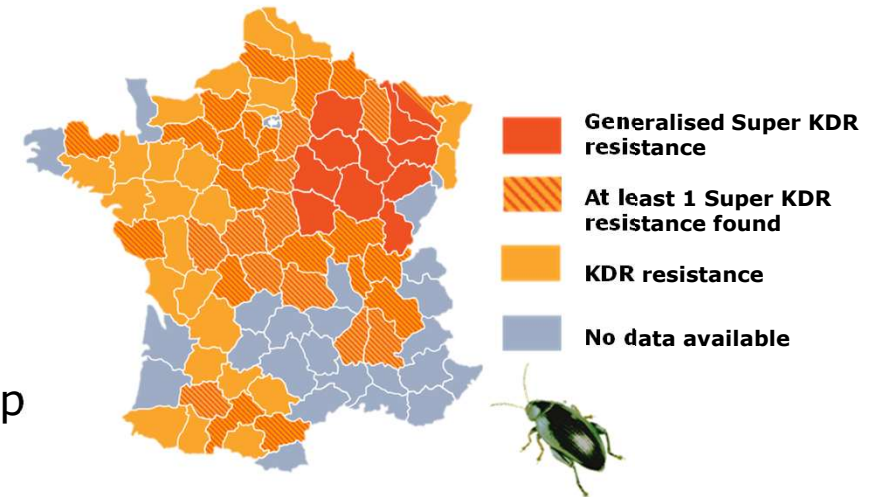 Generalised Super KDR
resistance
At least 1 Super KDR
resistance found
KDR resistance
No data available
p